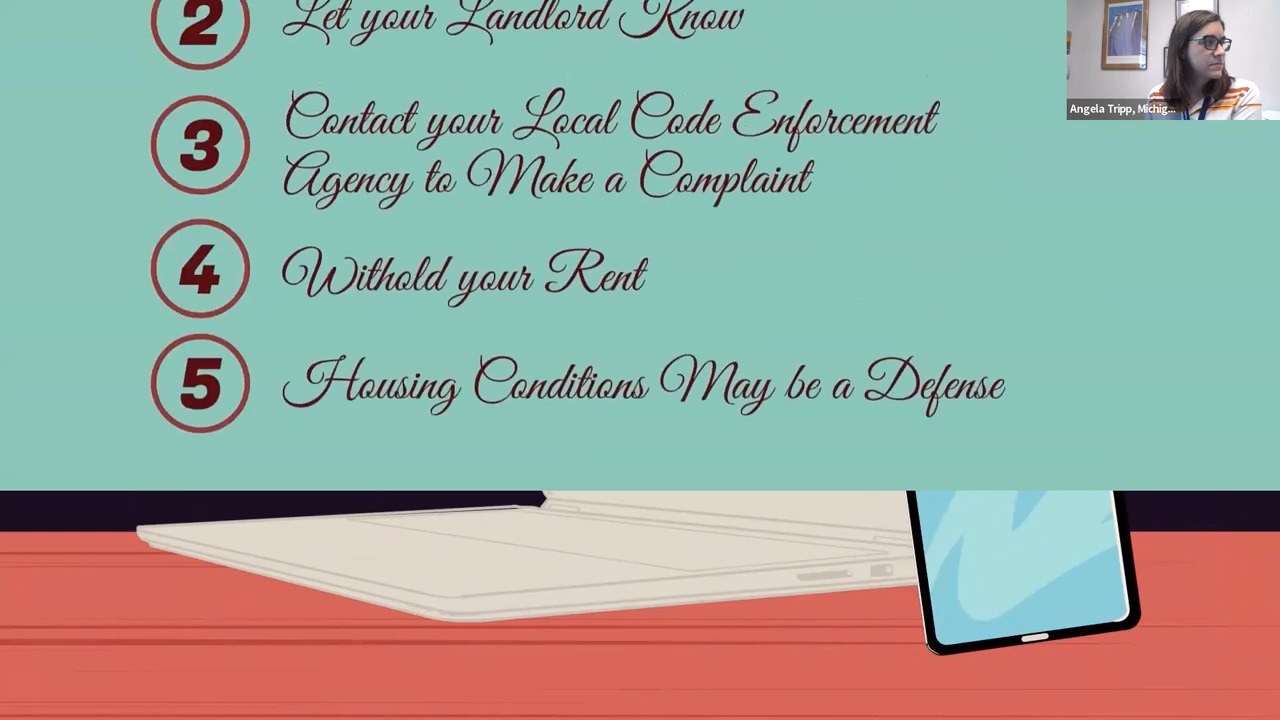 2 Let your Landlord Know
3 Contact your Local Code Enforcement
Agency to Make a Complaint
4 Withold your Rent
5 Housing Conditions May be a Defense
Angela Tripp, Michig...